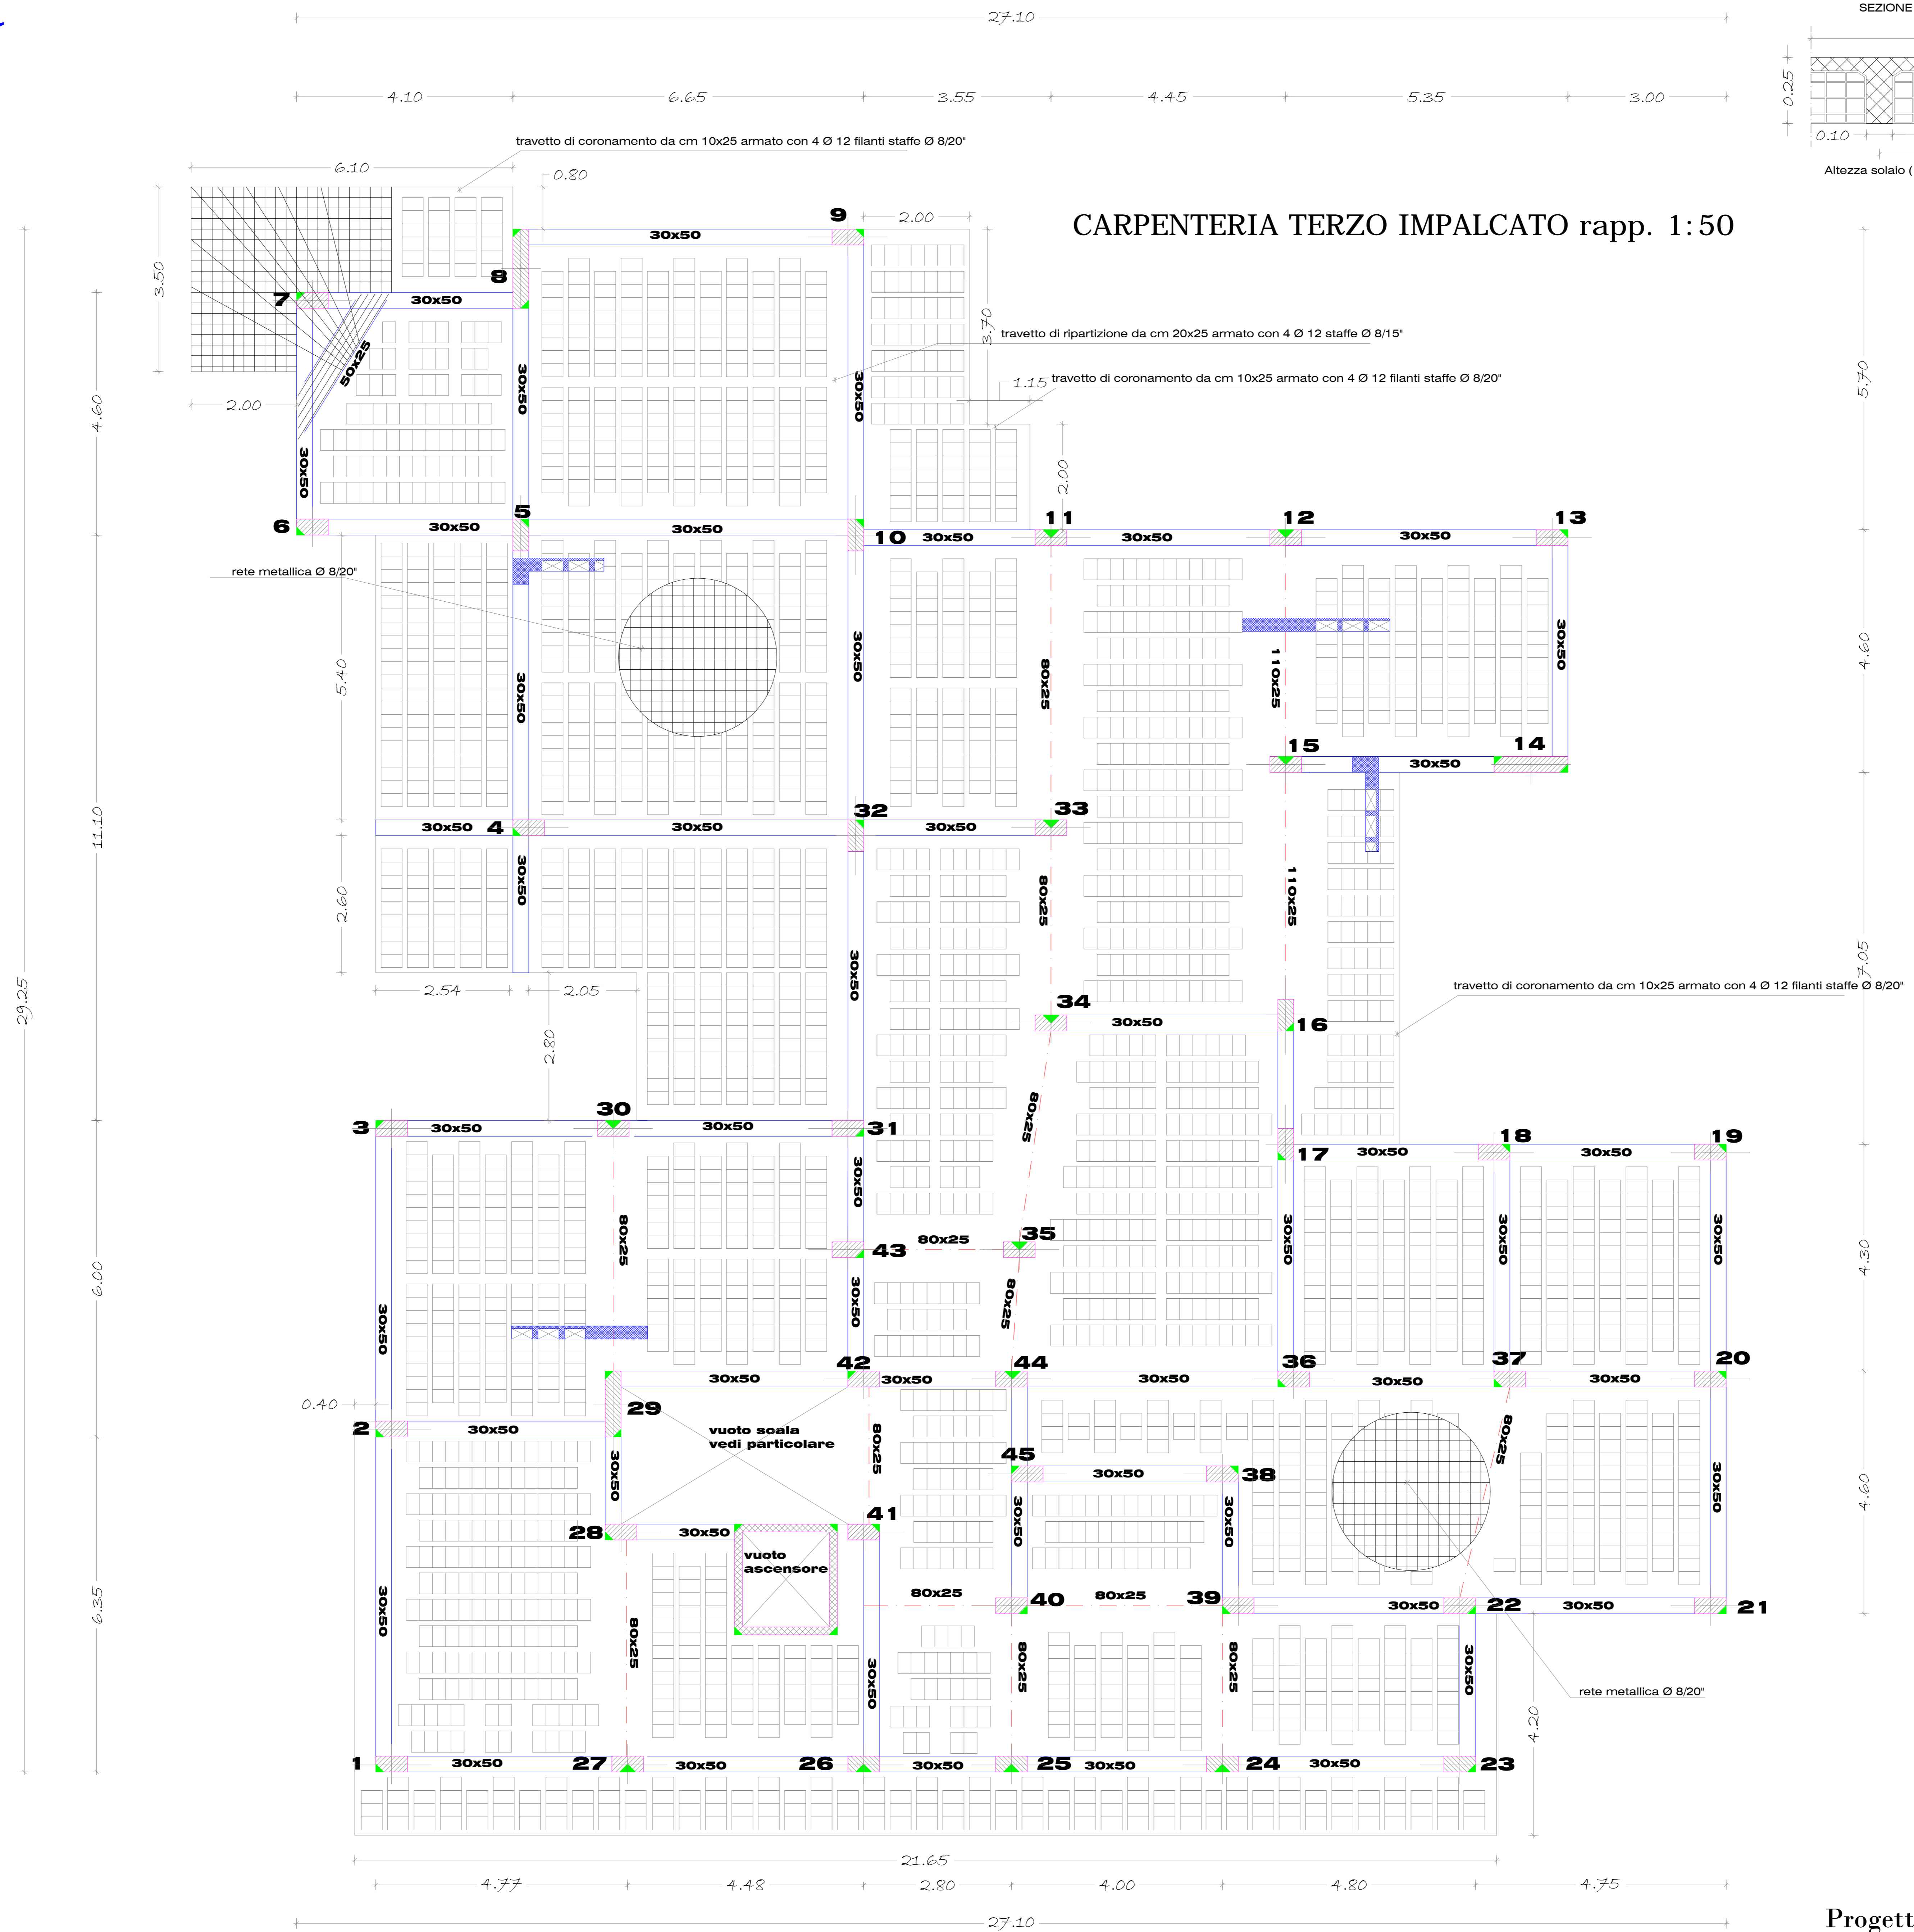 27.10
SEZIONE
4.10
6.65
3.55
4.45
5.35
3.00
0.25
0.10
Altezza solaio (
travetto di coronamento da cm 10x25 armato con 4 Ø 12 filanti staffe Ø 8/20"
6.10
0.80
9
2.00
CARPENTERIA TERZO IMPALCATO rapp. 1:50
30x50
8
3.50
7
30x50
3.70
travetto di ripartizione da cm 20x25 armato con 4 Ø 12 staffe Ø 8/15"
50x25
30x50
30x50
1.15
travetto di coronamento da cm 10x25 armato con 4 Ø 12 filanti staffe Ø 8/20"
5.70
2.00
4.60
30x50
2.00
6
30x50
5
30x50
10
30x50
11
30x50
12
30x50
13
rete metallica Ø 8/20"
5.40
30x50
30x50
80x25
110x25
30x50
4.60
15
30x50
14
30x50
4
30x50
32
30x50
33
11.10
2.60
30x50
80x25
110x25
30x50
7.05
29.25
2.54
2.05
travetto di coronamento da cm 10x25 armato con 4 Ø 12 filanti staffe Ø 8/20"
34
30x50
16
2.80
80x25
3
30x50
30
30x50
31
17
30x50
18
30x50
19
30x50
80x25
43
80x25
35
30x50
30x50
30x50
4.30
6.00
30x50
30x50
80x25
30x50
42
30x50
44
36
30x50
37
30x50
20
0.40
29
2
30x50
vuoto scala
vedi particolare
80x25
80x25
45
30x50
38
30x50
30x50
30x50
30x50
4.60
28
30x50
41
vuoto
ascensore
6.35
30x50
80x25
80x25
40
80x25
39
30x50
22
30x50
21
30x50
80x25
80x25
30x50
rete metallica Ø 8/20"
4.20
1
30x50
27
30x50
26
30x50
25
30x50
24
30x50
23
21.65
4.77
4.48
2.80
4.00
4.80
4.75
27.10
Progett